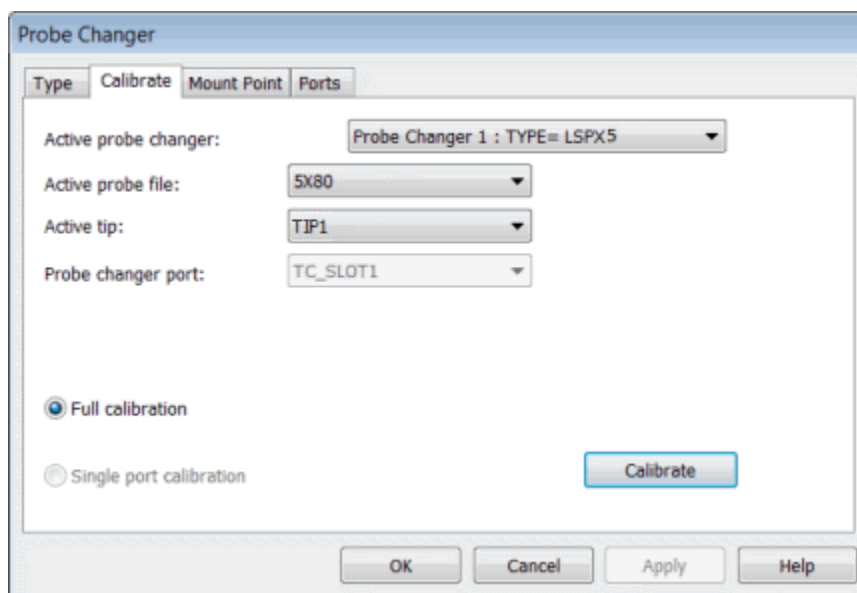 Probe Changer
Type Calibrate Mount Point Ports
Active probe changer: Probe Changer 1 : TYPE= LSPX5
Active probe file: 5X80
Active tip: TIP1
Probe changer port: TC_SLOT1
Full calibration
Single port calibration Calibrate
OK Cancel Apply Help